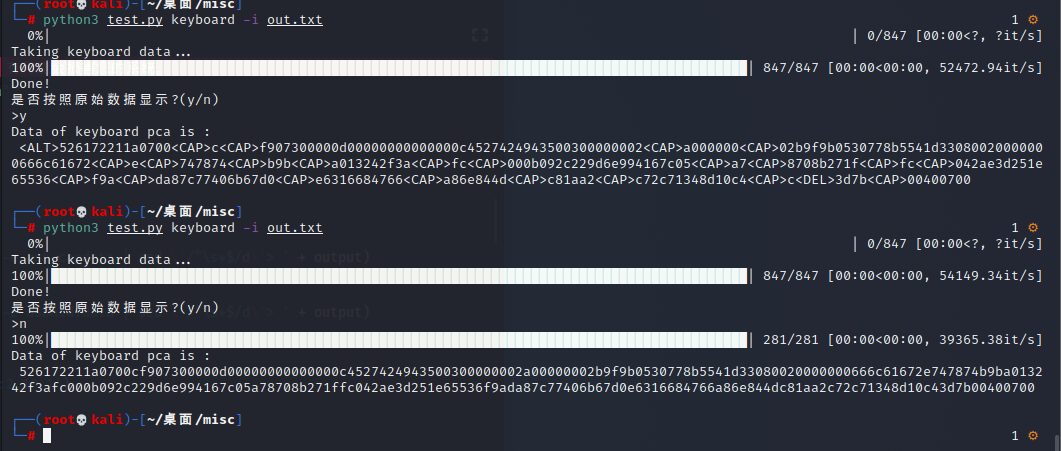 ┌──(root💀kali)-[~/桌面/misc]
└─# python3 test.py keyboard -i out.txt 1 ⚙
0%| | 0/847 [00:00<?, ?it/s]
Taking keyboard data...
100%|██████████| 847/847 [00:00<00:00, 52472.94it/s]
Done!
是否按照原始数据显示?(y/n)
>y
Data of keyboard pca is :
<ALT>526172211a0700<CAP>c<CAP>f907300000d00000000000000c4527424943500300000002<CAP>a000000<CAP>02b9f9b0530778b5541d3308002000000
0666c61672<CAP>e<CAP>747874<CAP>b9b<CAP>a013242f3a<CAP>fc<CAP>000b092c229d6e994167c05<CAP>a7<CAP>8708b271f<CAP>fc<CAP>042ae3d251e
65536<CAP>f9a<CAP>da87c77406b67d0<CAP>e6316684766<CAP>a86e844d<CAP>c81aa2<CAP>c72c71348d10c4<CAP>c<DEL>3d7b<CAP>00400700
┌──(root💀kali)-[~/桌面/misc]
└─# python3 test.py keyboard -i out.txt 1 ⚙
0%| | 0/847 [00:00<?, ?it/s]
Taking keyboard data...
100%|██████████| 847/847 [00:00<00:00, 54149.34it/s]
Done!
是否按照原始数据显示?(y/n)
>n
100%|██████████| 281/281 [00:00<00:00, 39365.38it/s]
Data of keyboard pca is :
526172211a0700cf907300000d00000000000000c4527424943500300000002a00000002b9f9b0530778b5541d33080020000000666c61672e747874b9ba0132
42f3afc000b092c229d6e994167c05a78708b271ffc042ae3d251e65536f9ada87c77406b67d0e6316684766a86e844dc81aa2c72c71348d10c43d7b00400700
┌──(root💀kali)-[~/桌面/misc]
└─# 1 ⚙